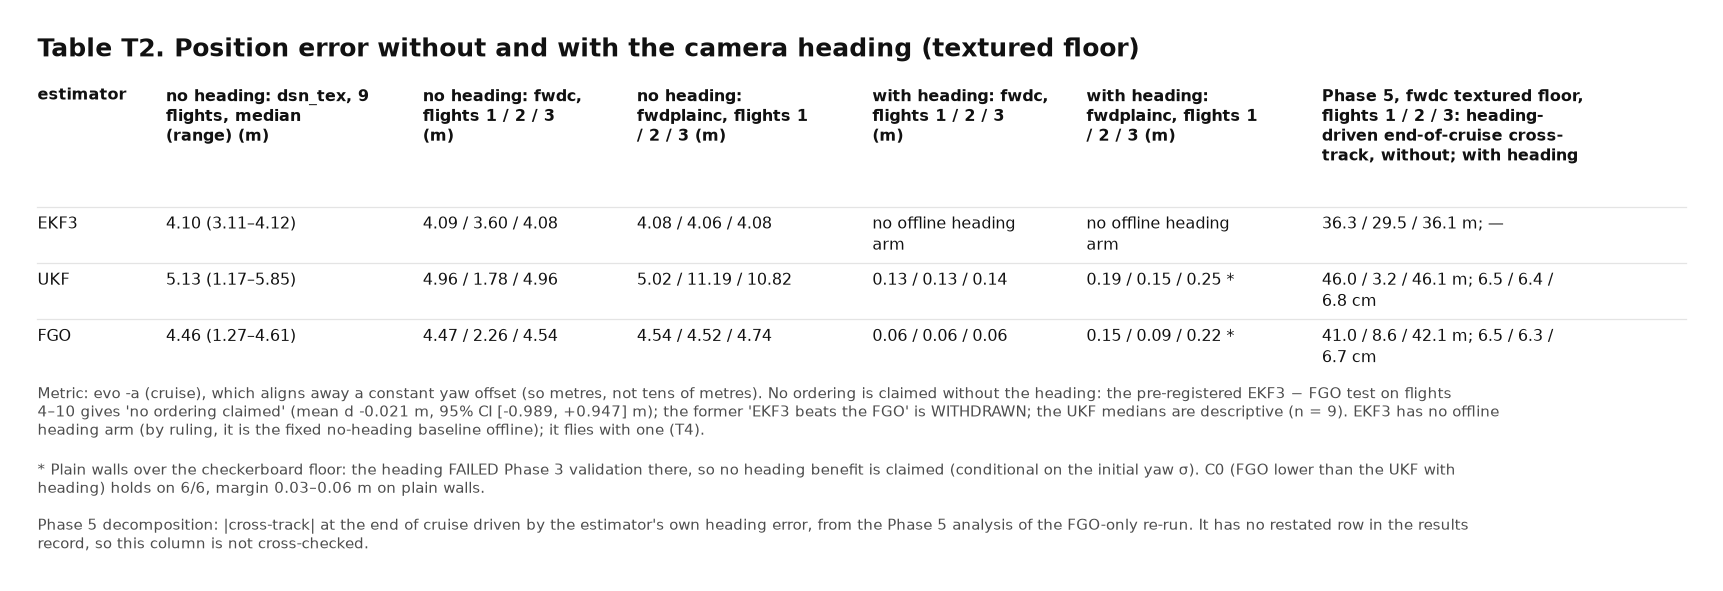 Table T2. Position error without and with the camera heading (textured floor)
estimator
no heading: dsn_tex, 9
flights, median
(range) (m)
no heading: fwdc,
flights 1 / 2 / 3
(m)
no heading:
fwdplainc, flights 1
/ 2 / 3 (m)
with heading: fwdc,
flights 1 / 2 / 3
(m)
with heading:
fwdplainc, flights 1
/ 2 / 3 (m)
Phase 5, fwdc textured floor,
flights 1 / 2 / 3: heading-
driven end-of-cruise cross-
track, without; with heading
EKF3
4.10 (3.11–4.12)
4.09 / 3.60 / 4.08
4.08 / 4.06 / 4.08
no offline heading
arm
no offline heading
arm
36.3 / 29.5 / 36.1 m; —
UKF
5.13 (1.17–5.85)
4.96 / 1.78 / 4.96
5.02 / 11.19 / 10.82
0.13 / 0.13 / 0.14
0.19 / 0.15 / 0.25 *
46.0 / 3.2 / 46.1 m; 6.5 / 6.4 /
6.8 cm
FGO
4.46 (1.27–4.61)
4.47 / 2.26 / 4.54
4.54 / 4.52 / 4.74
0.06 / 0.06 / 0.06
0.15 / 0.09 / 0.22 *
41.0 / 8.6 / 42.1 m; 6.5 / 6.3 /
6.7 cm
Metric: evo -a (cruise), which aligns away a constant yaw offset (so metres, not tens of metres). No ordering is claimed without the heading: the pre-registered EKF3 − FGO test on flights
4–10 gives 'no ordering claimed' (mean d -0.021 m, 95% CI [-0.989, +0.947] m); the former 'EKF3 beats the FGO' is WITHDRAWN; the UKF medians are descriptive (n = 9). EKF3 has no offline
heading arm (by ruling, it is the fixed no-heading baseline offline); it flies with one (T4).
* Plain walls over the checkerboard floor: the heading FAILED Phase 3 validation there, so no heading benefit is claimed (conditional on the initial yaw σ). C0 (FGO lower than the UKF with
heading) holds on 6/6, margin 0.03–0.06 m on plain walls.
Phase 5 decomposition: |cross-track| at the end of cruise driven by the estimator's own heading error, from the Phase 5 analysis of the FGO-only re-run. It has no restated row in the results
record, so this column is not cross-checked.